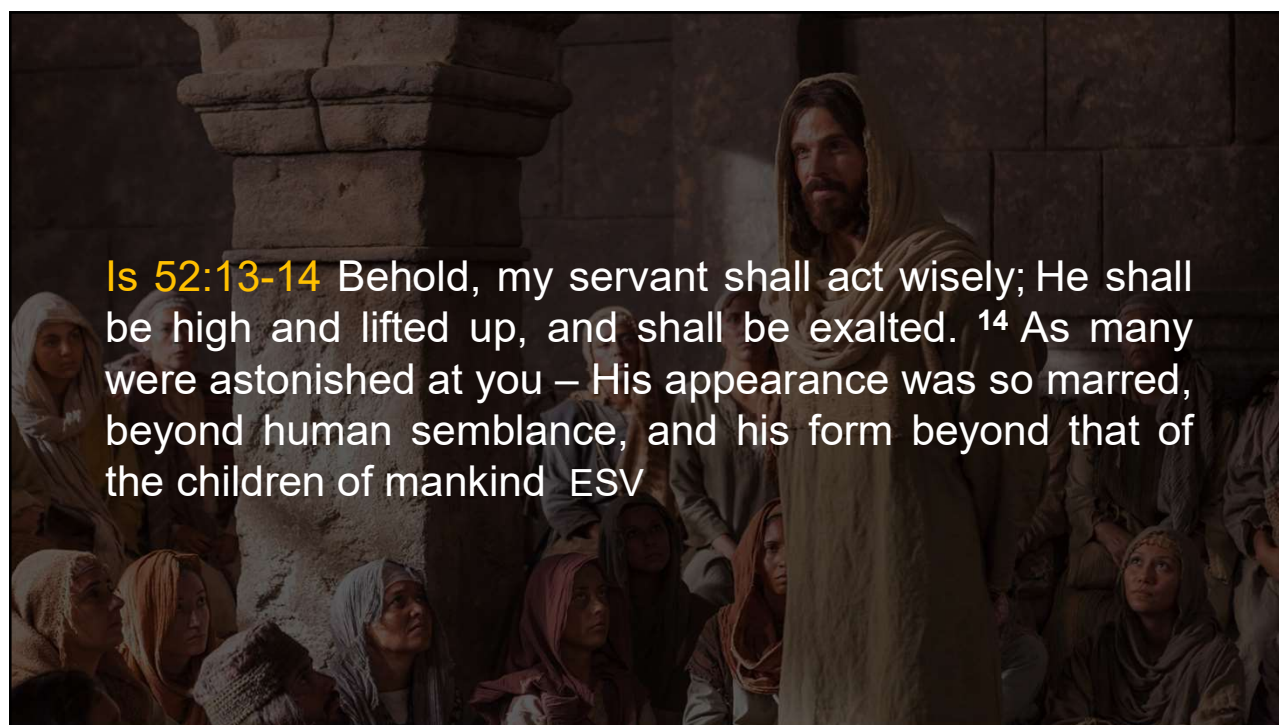 Is 52:13-14 Behold, my servant shall act wisely; He shall
be high and lifted up, and shall be exalted. 14 As many
were astonished at you – His appearance was so marred,
beyond human semblance, and his form beyond that of
the children of mankind ESV